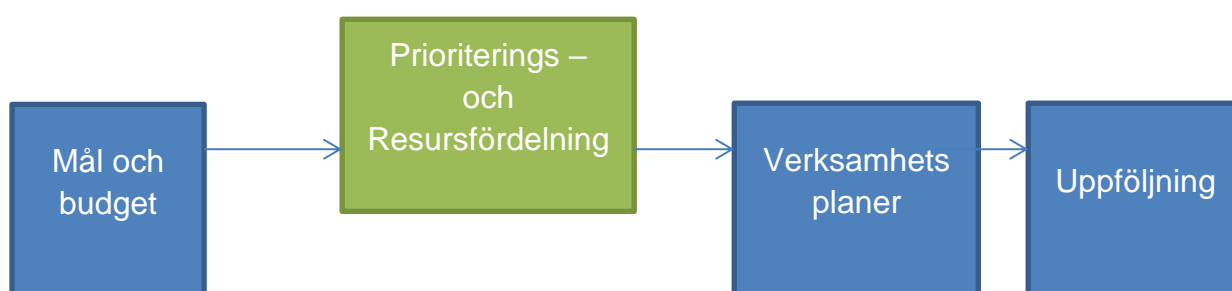 Mål och
budget
Prioriterings –
och
Resursfördelning
Verksamhets
planer
Uppföljning